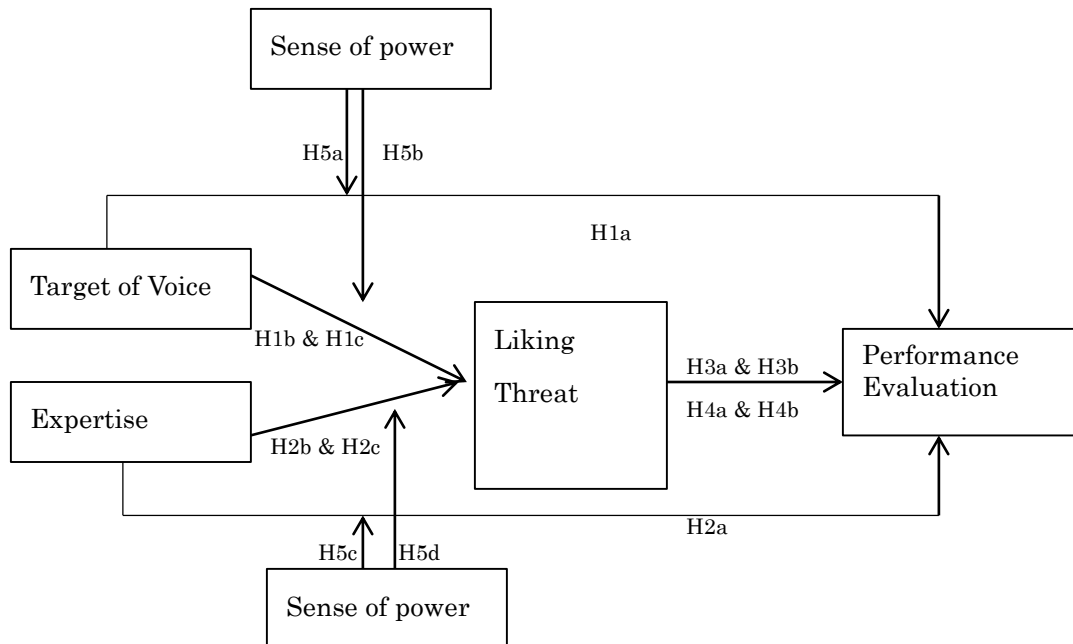 Sense of power
H5a
H5b
H1a
Target of Voice
H1b & H1c
Liking
Threat
H3a & H3b
H4a & H4b
Performance
Evaluation
Expertise
H2b & H2c
H2a
H5c
H5d
Sense of power